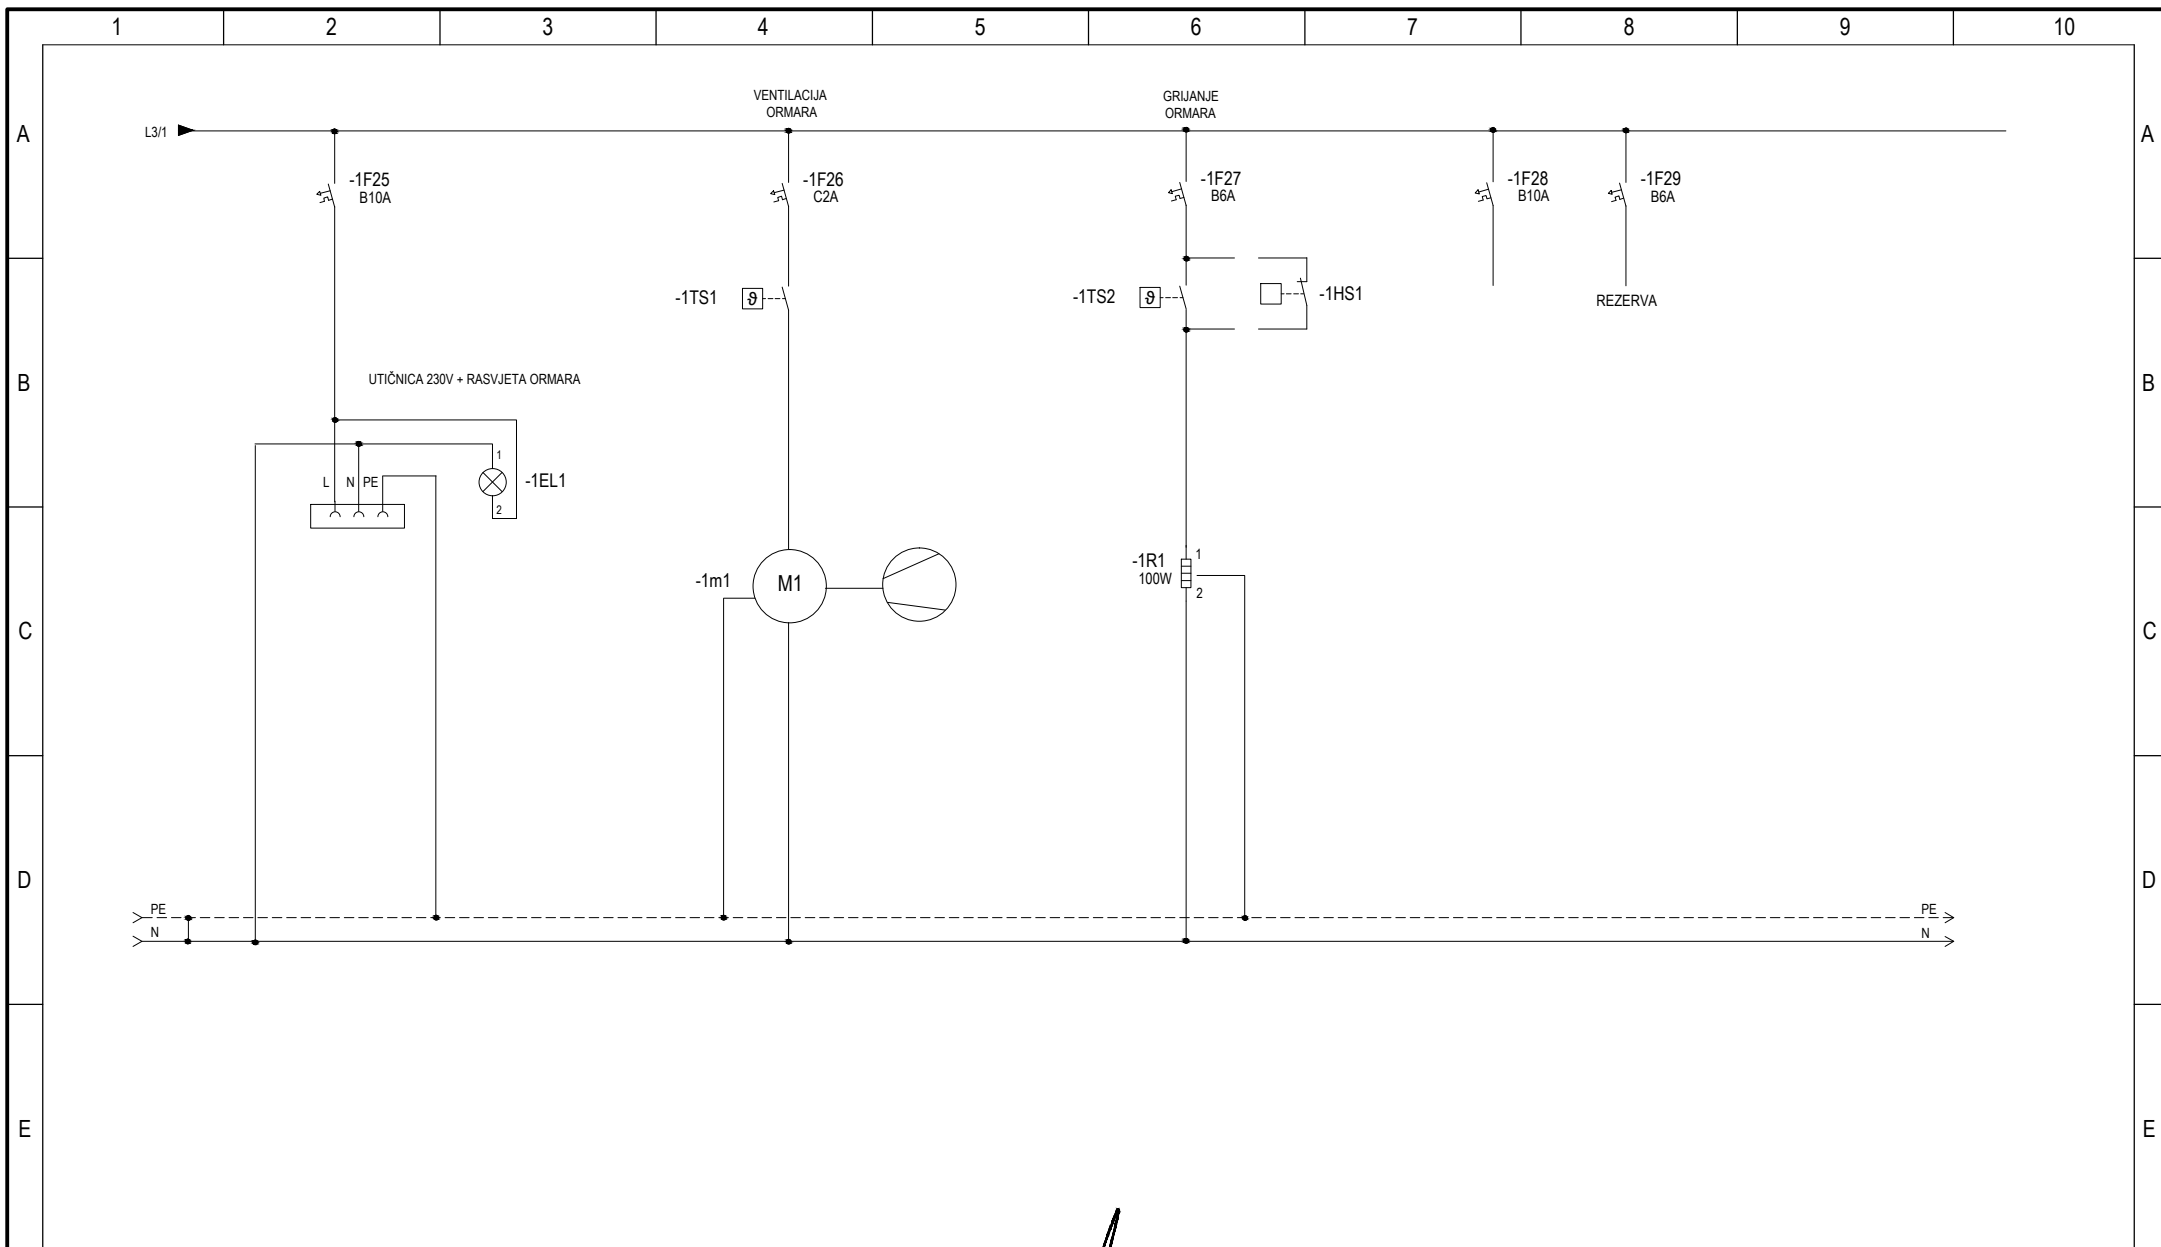 1 2 3 4 5 6 7 8 9 10
VENTILACIJA
ORMARA
GRIJANJE
ORMARA
A L3/1 A
-1F25
B10A
-1F26
C2A
-1F27
B6A
-1F28
B10A
-1F29
B6A
-1TS1 ϑ
-1TS2 ϑ
-1HS1
REZERVA
B B
UTIČNICA 230V + RASVJETA ORMARA
L N PE
1
-1EL1
2
-1m1 M1
-1R1
100W
1
2
C C
D D
PE PE
N N
E E